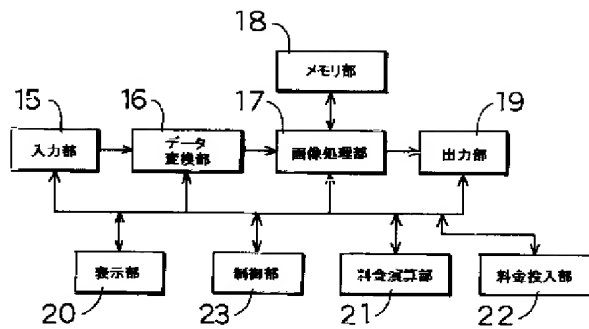 18
メモリ部
15
16
17
19
入力部
データ
変換部
画像処理部
出力部
表示部
制御部
料金演算部
料金投入部
20
23
21
22